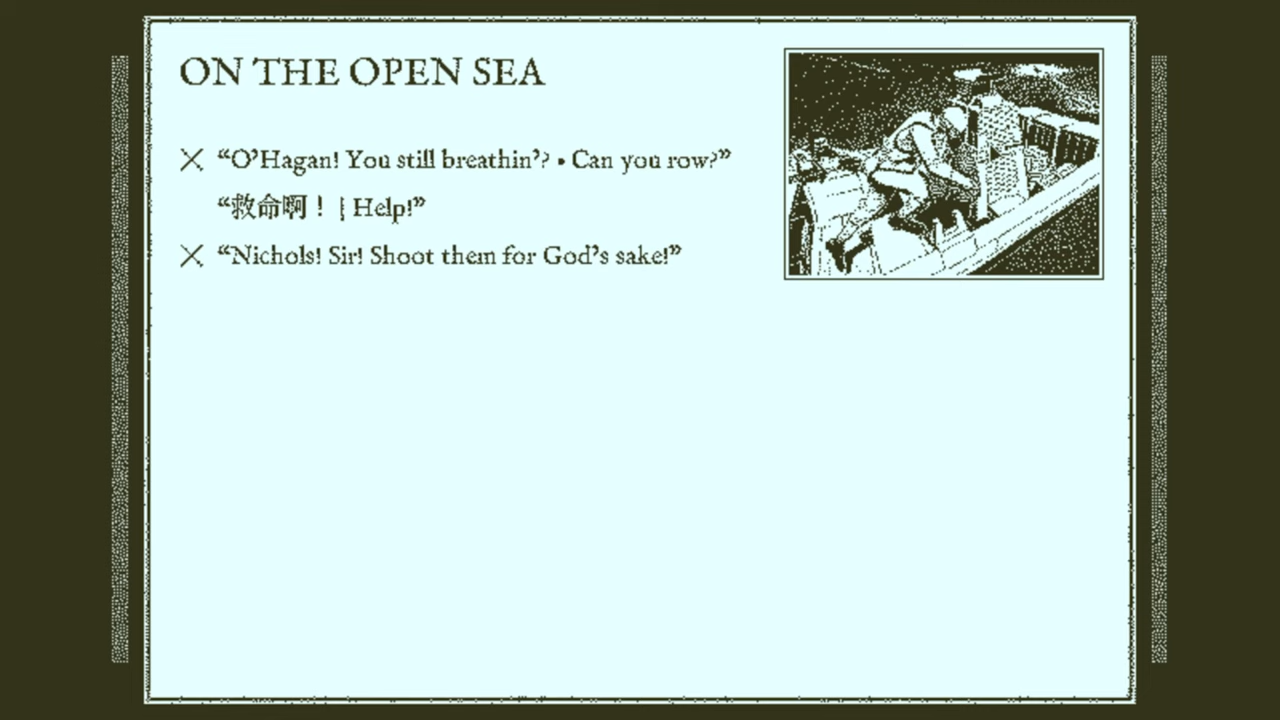 ON THE OPEN SEA
“O’Hagan! You still breathin’? • Can you row?”
“救命啊！ | Help!”
“Nichols! Sir! Shoot them for God’s sake!”